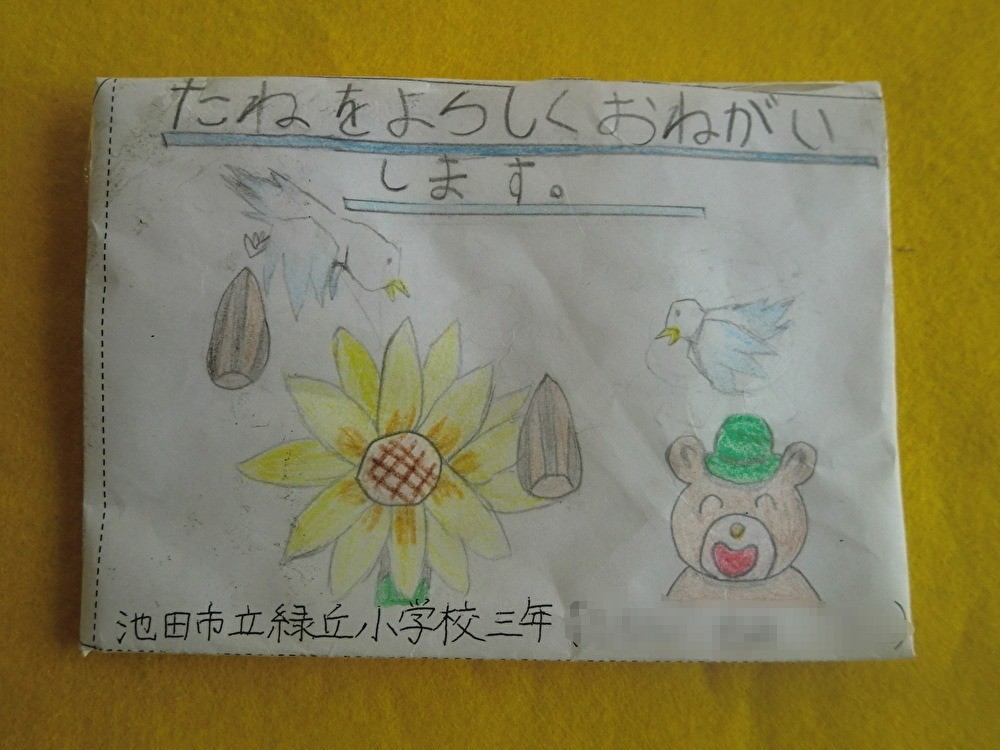 たねをよろしくおねがい
します。
池田市立緑丘小学校三年(          )